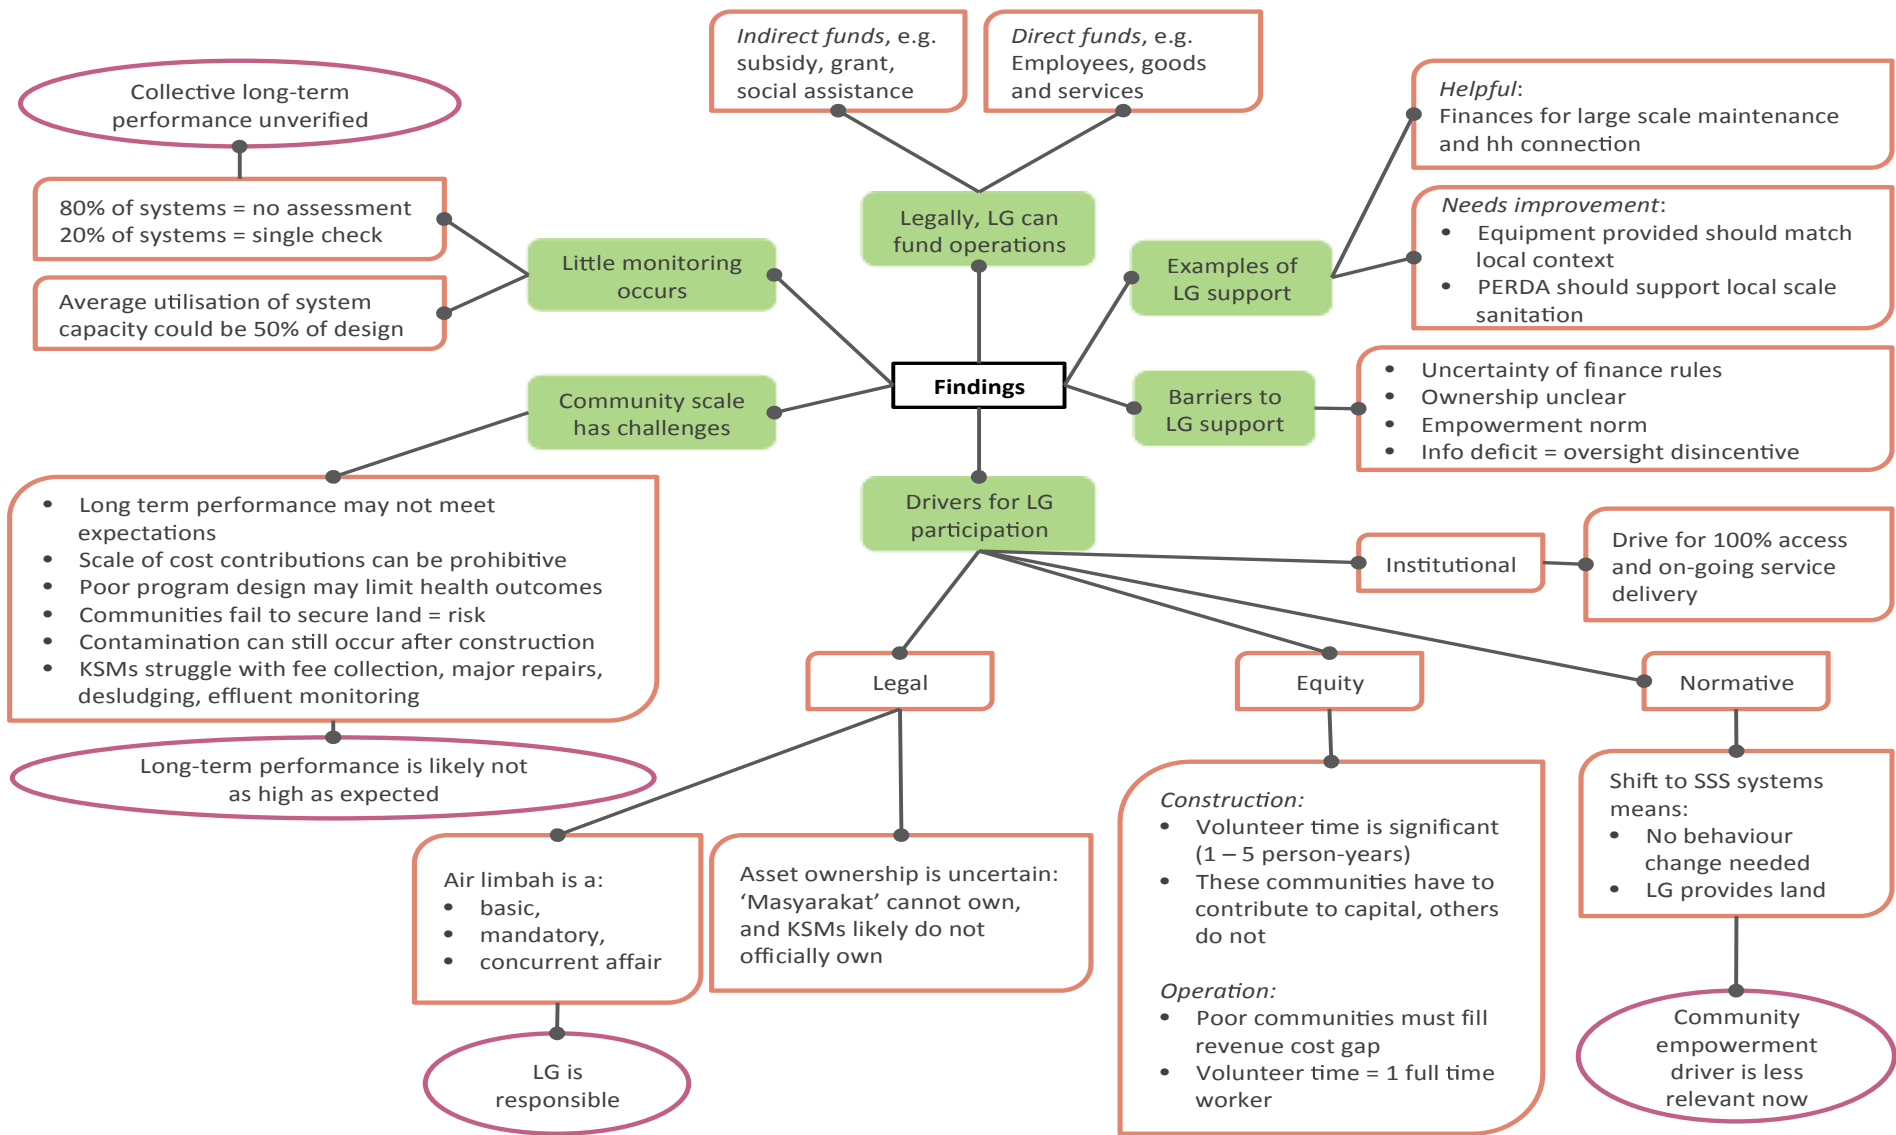 Indirect funds, e.g.
subsidy, grant,
social assistance
Direct funds, e.g.
Employees, goods
and services
Collective long-term
performance unverified
80% of systems = no assessment
20% of systems = single check
Average utilisation of system
capacity could be 50% of design
Little monitoring
occurs
Legally, LG can
fund operations
Examples of
LG support
Helpful:
Finances for large scale maintenance
and hh connection
Needs improvement:
• Equipment provided should match
local context
• PERDA should support local scale
sanitation
Findings
Community scale
has challenges
Barriers to
LG support
• Uncertainty of finance rules
• Ownership unclear
• Empowerment norm
• Info deficit = oversight disincentive
• Long term performance may not meet
expectations
• Scale of cost contributions can be prohibitive
• Poor program design may limit health outcomes
• Communities fail to secure land = risk
• Contamination can still occur after construction
• KSMs struggle with fee collection, major repairs,
desludging, effluent monitoring
Long-term performance is likely not
as high as expected
Drivers for LG
participation
Institutional
Drive for 100% access
and on-going service
delivery
Legal
Equity
Normative
Air limbah is a:
• basic,
• mandatory,
• concurrent affair
LG is
responsible
Asset ownership is uncertain:
‘Masyarakat’ cannot own,
and KSMs likely do not
officially own
Construction:
• Volunteer time is significant
(1 – 5 person-years)
• These communities have to
contribute to capital, others
do not
Operation:
• Poor communities must fill
revenue cost gap
• Volunteer time = 1 full time
worker
Shift to SSS systems
means:
• No behaviour
change needed
• LG provides land
Community
empowerment
driver is less
relevant now